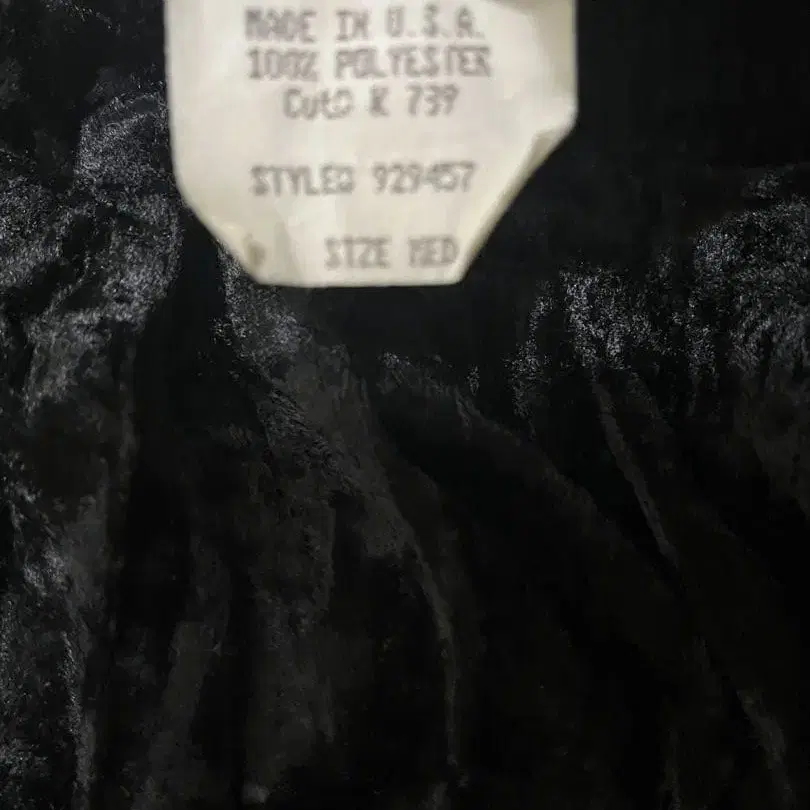 MADE IN U.S.A.
100% POLYESTER
Cut# K 739
STYLE# 929457
SIZE MED